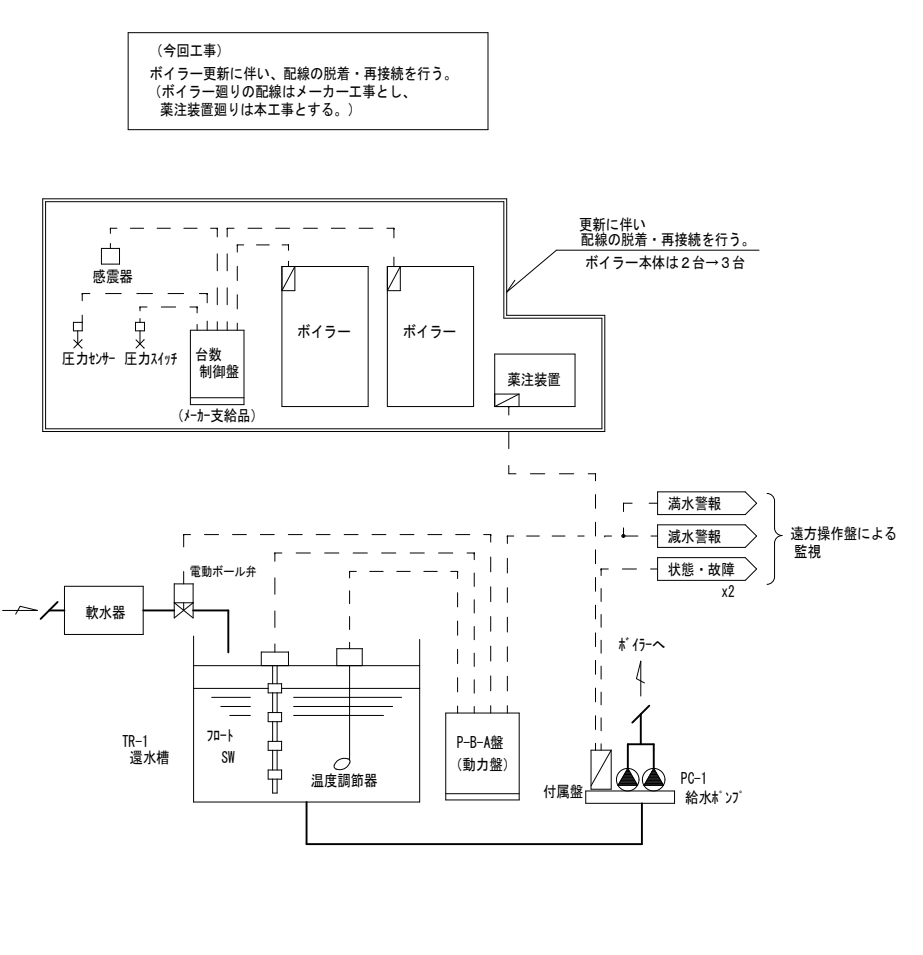 (今回工事)
ボイラー更新に伴い、配線の脱着・再接続を行う。
(ボイラー廻りの配線はメーカー工事とし、
薬注装置廻りは本工事とする。)
更新に伴い
配線の脱着・再接続を行う。
ボイラー本体は2台→3台
感震器
圧力ｾﾝｻｰ
圧力ｽｲｯﾁ
台数
制御盤
(ﾒｰｶｰ支給品)
ボイラー
ボイラー
薬注装置
満水警報
減水警報
状態・故障
x2
遠方操作盤による
監視
電動ボール弁
軟水器
ﾎﾞｲﾗｰへ
TR-1
還水槽
ﾌﾛｰﾄ
SW
温度調節器
P-B-A盤
(動力盤)
付属盤
PC-1
給水ﾎﾟﾝﾌﾟ